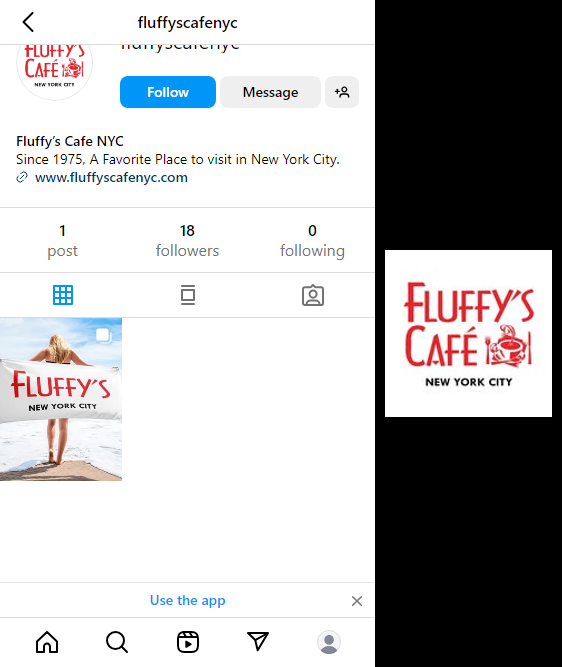 fluffyscafenyc
FLUFFY'S
CAFÉ
NEW YORK CITY
fluffyscafenyc
Follow
Message
Fluffy's Cafe NYC
Since 1975, A Favorite Place to visit in New York City.
www.fluffyscafenyc.com
1
18
0
post
followers
following
FLUFFY'S
NEW YORK CITY
Use the app
FLUFFY'S
CAFÉ
NEW YORK CITY